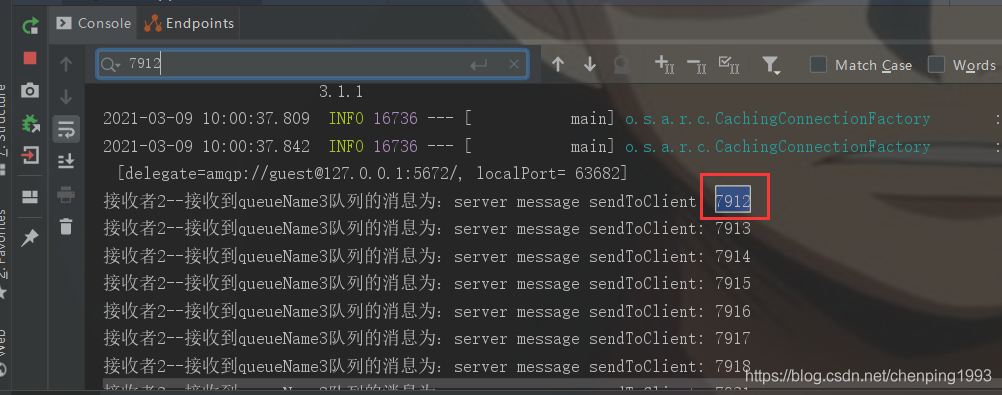 Console Endpoints
7912
Match Case Words
3.1.1
2021-03-09 10:00:37.809 INFO 16736 --- [ main] o.s.a.r.c.CachingConnectionFactory :
2021-03-09 10:00:37.842 INFO 16736 --- [ main] o.s.a.r.c.CachingConnectionFactory :
[delegate=amqp://guest@127.0.0.1:5672/, localPort= 63682]
接收者2--接收到queueName3队列的消息为：server message sendToClient: 7912
接收者2--接收到queueName3队列的消息为：server message sendToClient: 7913
接收者2--接收到queueName3队列的消息为：server message sendToClient: 7914
接收者2--接收到queueName3队列的消息为：server message sendToClient: 7915
接收者2--接收到queueName3队列的消息为：server message sendToClient: 7916
接收者2--接收到queueName3队列的消息为：server message sendToClient: 7917
接收者2--接收到queueName3队列的消息为：server message sendToClient: 7918
Structure
2: Favorites
Web
https://blog.csdn.net/chenping1993